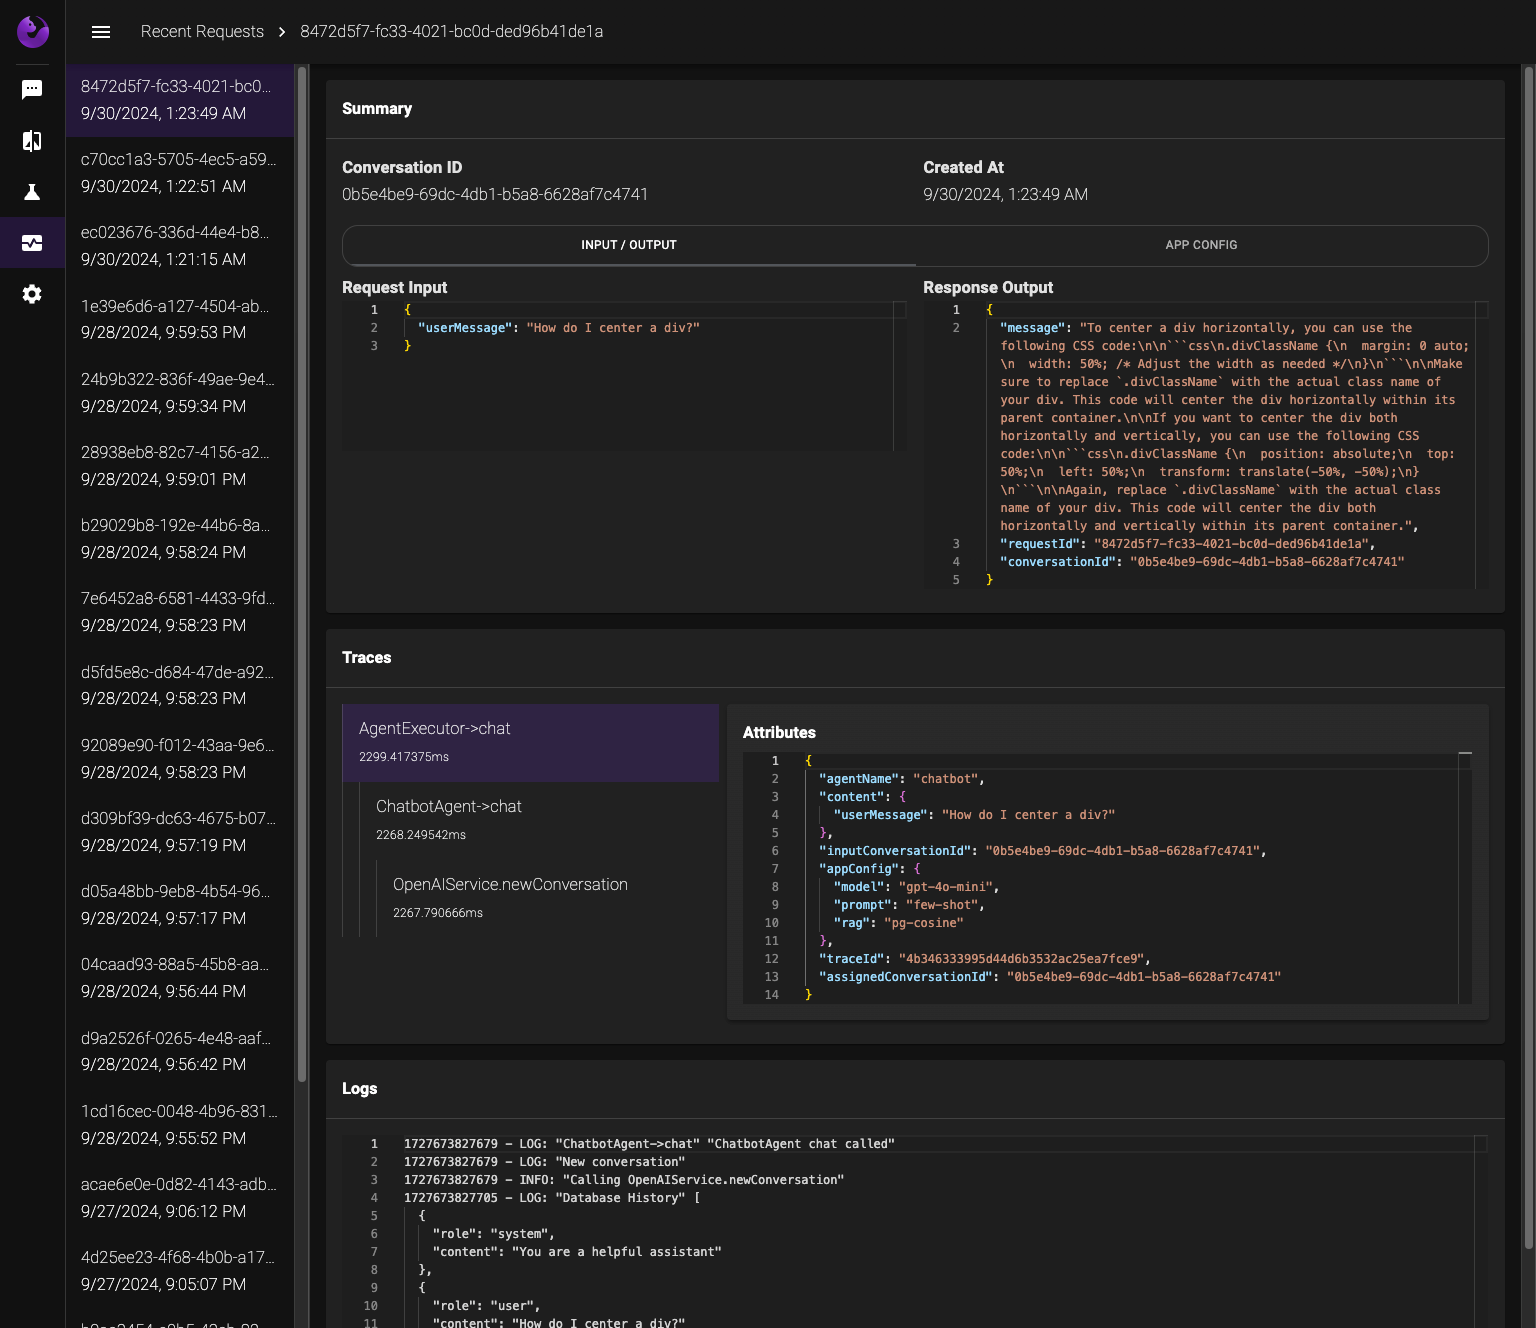 Recent Requests
8472d5f7-fc33-4021-bc0d-ded96b41de1a
8472d5f7-fc33-4021-bc0...
9/30/2024, 1:23:49 AM
c70cc1a3-5705-4ec5-a59...
9/30/2024, 1:22:51 AM
ec023676-336d-44e4-b8...
9/30/2024, 1:21:15 AM
1e39e6d6-a127-4504-ab...
9/28/2024, 9:59:53 PM
24b9b322-836f-49ae-9e4...
9/28/2024, 9:59:34 PM
28938eb8-82c7-4156-a2...
9/28/2024, 9:59:01 PM
b29029b8-192e-44b6-8a...
9/28/2024, 9:58:24 PM
7e6452a8-6581-4433-9fd...
9/28/2024, 9:58:23 PM
d5fd5e8c-d684-47de-a92...
9/28/2024, 9:58:23 PM
92089e90-f012-43aa-9e6...
9/28/2024, 9:58:23 PM
d309bf39-dc63-4675-b07...
9/28/2024, 9:57:19 PM
d05a48bb-9eb8-4b54-96...
9/28/2024, 9:57:17 PM
04caad93-88a5-45b8-aa...
9/28/2024, 9:56:44 PM
d9a2526f-0265-4e48-aaf...
9/28/2024, 9:56:42 PM
1cd16cec-0048-4b96-831...
9/28/2024, 9:55:52 PM
acae6e0e-0d82-4143-adb...
9/27/2024, 9:06:12 PM
4d25ee23-4f68-4b0b-a17...
9/27/2024, 9:05:07 PM
Summary
Conversation ID
0b5e4be9-69dc-4db1-b5a8-6628af7c4741
Created At
9/30/2024, 1:23:49 AM
INPUT / OUTPUT
APP CONFIG
Request Input
1 {
2 "userMessage": "How do I center a div?"
3 }
Response Output
1 {
2 "message": "To center a div horizontally, you can use the
following CSS code:\n\n```css\n.divClassName {\n  margin: 0 auto;
\n  width: 50%; /* Adjust the width as needed */\n}\n```\n\nMake
sure to replace `.divClassName` with the actual class name of
your div. This code will center the div horizontally within its
parent container.\n\nIf you want to center the div both
horizontally and vertically, you can use the following CSS
code:\n\n```css\n.divClassName {\n  position: absolute;\n  top:
50%;\n  left: 50%;\n  transform: translate(-50%, -50%);\n}
\n```\n\nAgain, replace `.divClassName` with the actual class
name of your div. This code will center the div both
horizontally and vertically within its parent container.",
3 "requestId": "8472d5f7-fc33-4021-bc0d-ded96b41de1a",
4 "conversationId": "0b5e4be9-69dc-4db1-b5a8-6628af7c4741"
5 }
Traces
AgentExecutor->chat
2299.417375ms
ChatbotAgent->chat
2268.249542ms
OpenAIService.newConversation
2267.790666ms
Attributes
1 {
2 "agentName": "chatbot",
3 "content": {
4 "userMessage": "How do I center a div?"
5 },
6 "inputConversationId": "0b5e4be9-69dc-4db1-b5a8-6628af7c4741",
7 "appConfig": {
8 "model": "gpt-4o-mini",
9 "prompt": "few-shot",
10 "rag": "pg-cosine"
11 },
12 "traceId": "4b346333995d44d6b3532ac25ea7fce9",
13 "assignedConversationId": "0b5e4be9-69dc-4db1-b5a8-6628af7c4741"
14 }
Logs
1 1727673827679 - LOG: "ChatbotAgent->chat" "ChatbotAgent chat called"
2 1727673827679 - LOG: "New conversation"
3 1727673827679 - INFO: "Calling OpenAIService.newConversation"
4 1727673827705 - LOG: "Database History" [
5 {
6 "role": "system",
7 "content": "You are a helpful assistant"
8 },
9 {
10 "role": "user",
11 "content": "How do I center a div?"